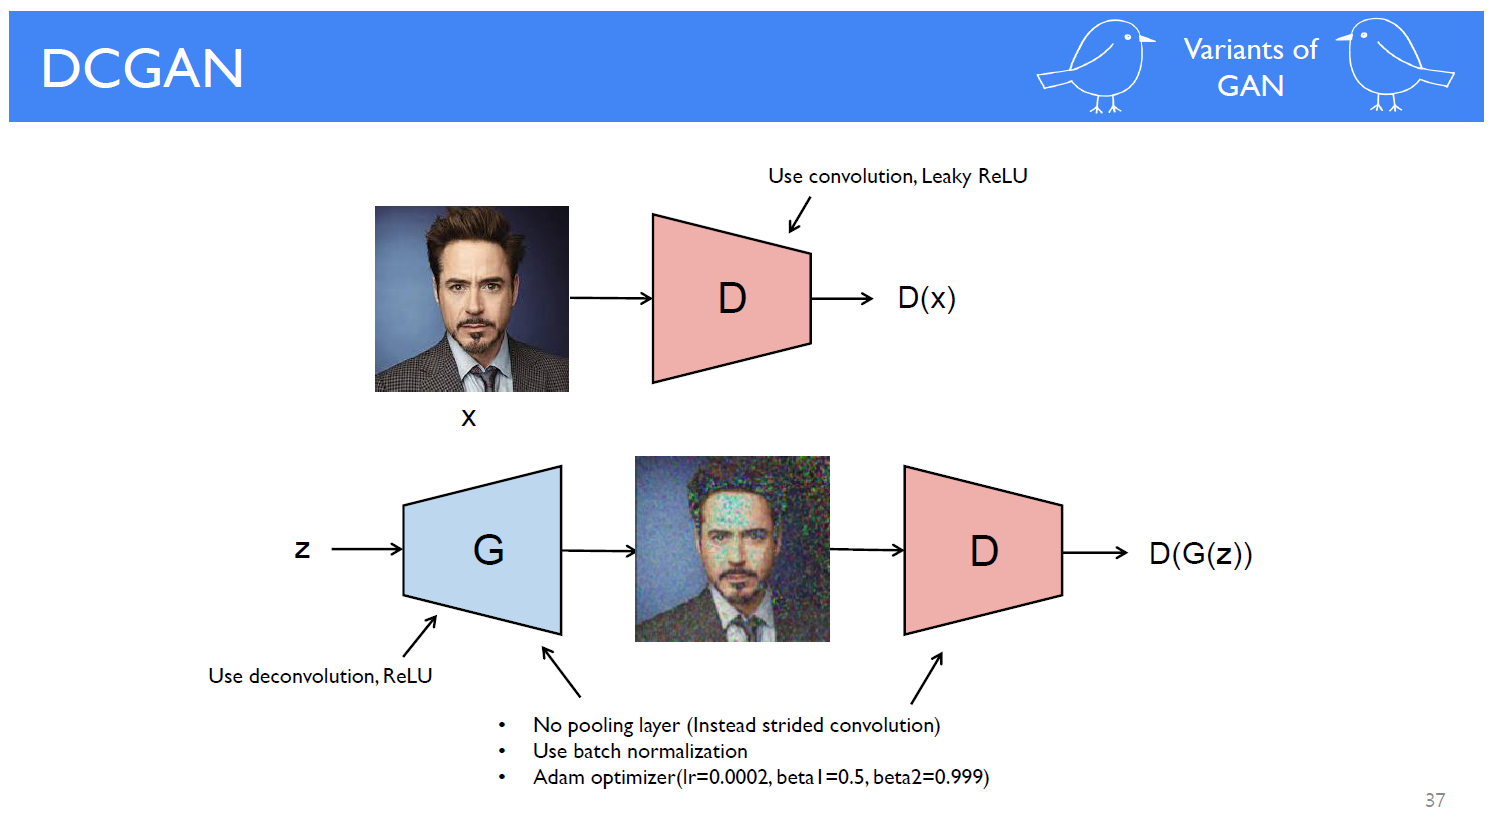 DCGAN
Variants of
GAN
Use convolution, Leaky ReLU
D
D(x)
x
z
G
D
D(G(z))
Use deconvolution, ReLU
• No pooling layer (Instead strided convolution)
• Use batch normalization
• Adam optimizer(lr=0.0002, beta1=0.5, beta2=0.999)
37